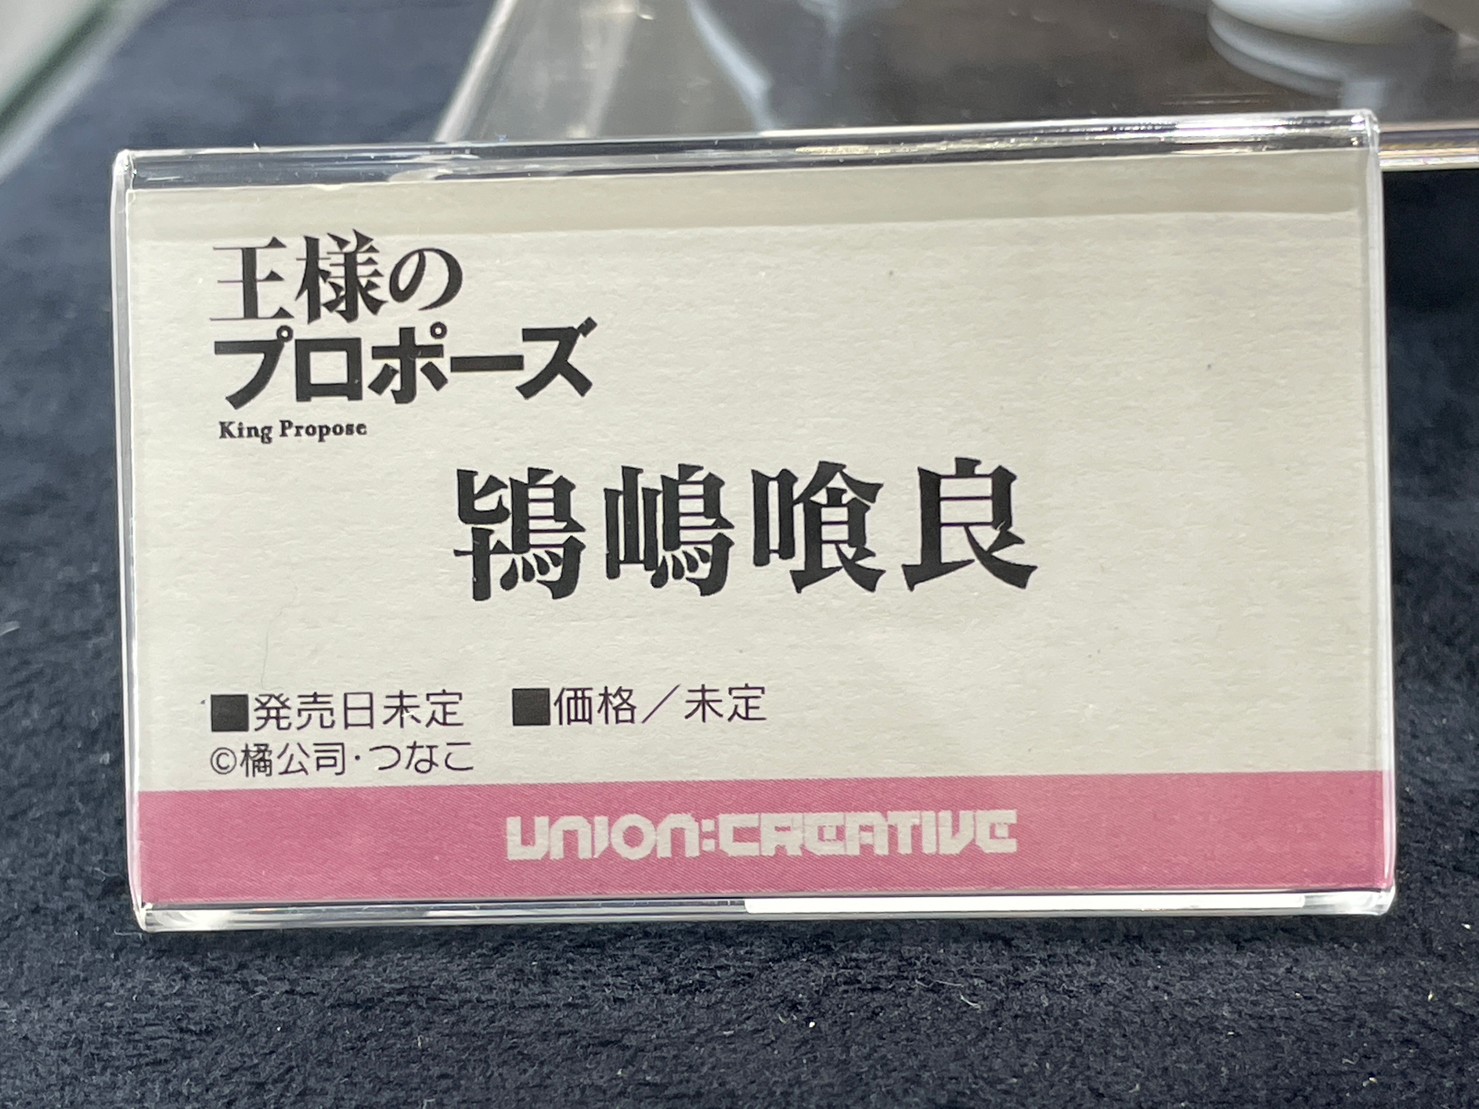 王様の
プロポーズ
King Propose
鴇嶋喰良
■発売日未定　■価格／未定
©橘公司・つなこ
UNION:CREATIVE